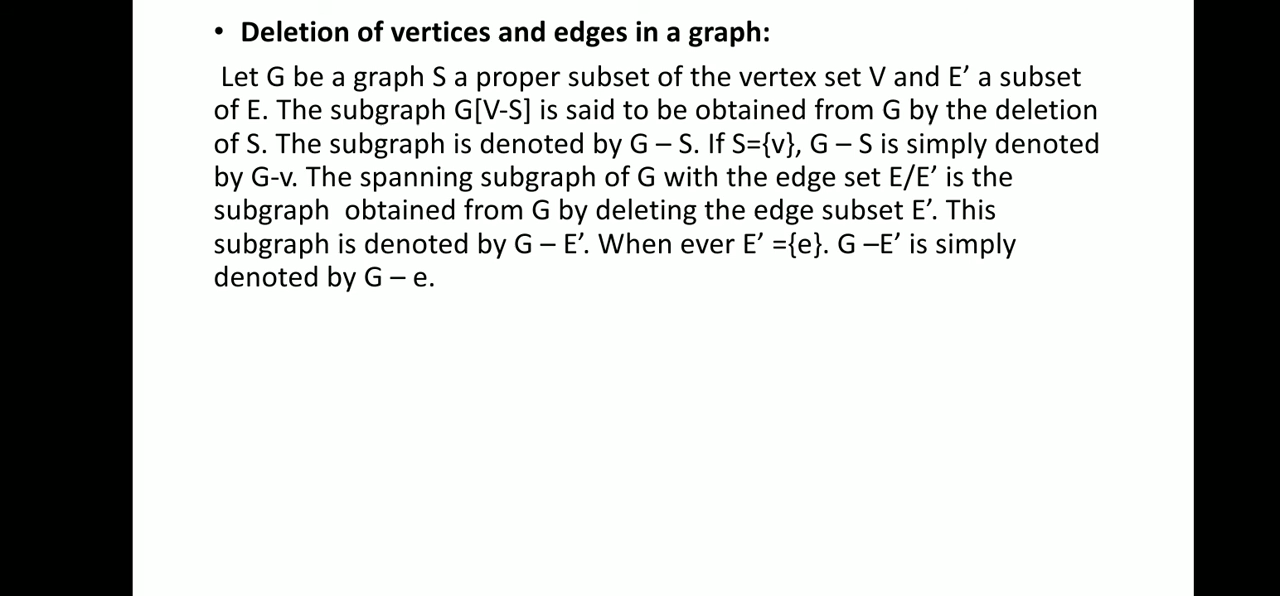 • Deletion of vertices and edges in a graph:
Let G be a graph S a proper subset of the vertex set V and E’ a subset
of E. The subgraph G[V-S] is said to be obtained from G by the deletion
of S. The subgraph is denoted by G – S. If S={v}, G – S is simply denoted
by G-v. The spanning subgraph of G with the edge set E/E’ is the
subgraph obtained from G by deleting the edge subset E’. This
subgraph is denoted by G – E’. When ever E’ ={e}. G –E’ is simply
denoted by G – e.